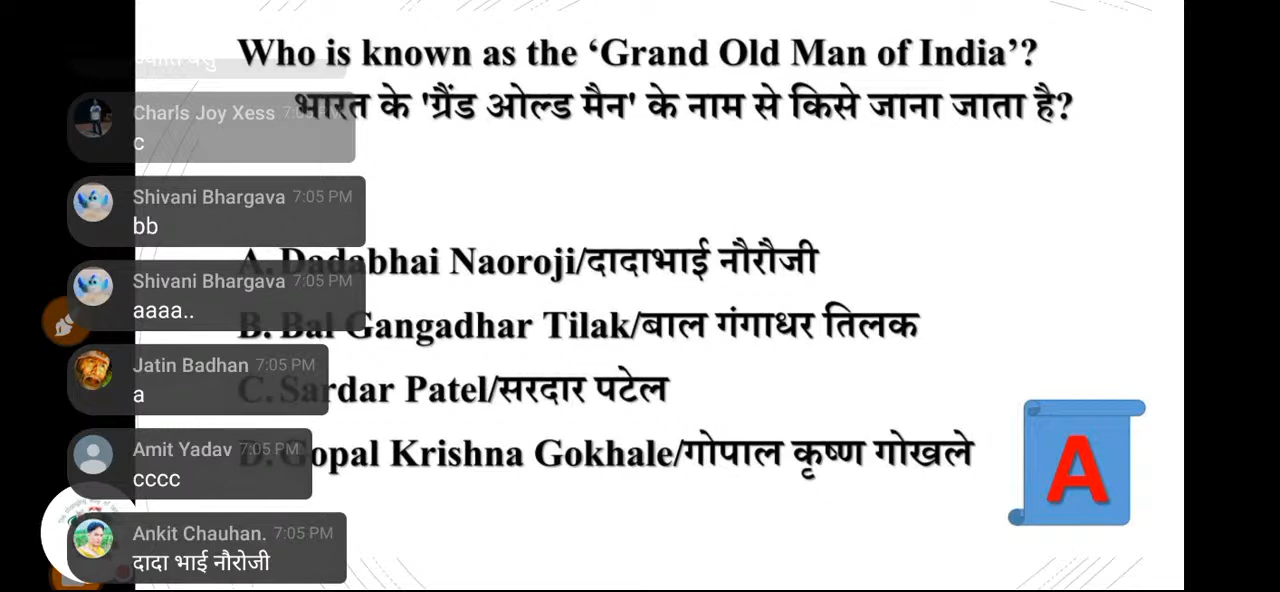 Who is known as the ‘Grand Old Man of India’?
भारत के 'ग्रैंड ओल्ड मैन' के नाम से किसे जाना जाता है?
A. Dadabhai Naoroji/दादाभाई नौरौजी
B. Bal Gangadhar Tilak/बाल गंगाधर तिलक
C. Sardar Patel/सरदार पटेल
D. Gopal Krishna Gokhale/गोपाल कृष्ण गोखले
A
Charls Joy Xess 7:05 PM
c
Shivani Bhargava 7:05 PM
bb
Shivani Bhargava 7:05 PM
aaaa..
Jatin Badhan 7:05 PM
a
Amit Yadav 7:05 PM
cccc
Ankit Chauhan. 7:05 PM
दादा भाई नौरोजी